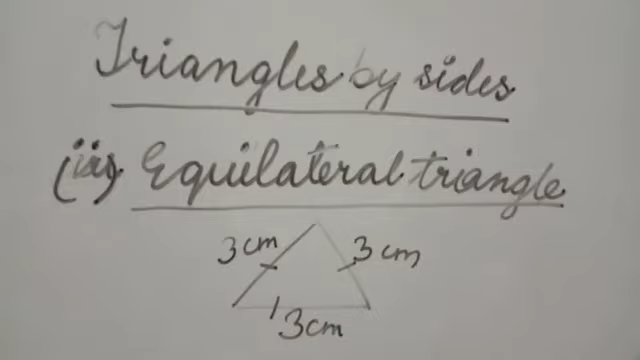 Triangles by sides
(iii) Equilateral triangle
3cm 3cm
3cm